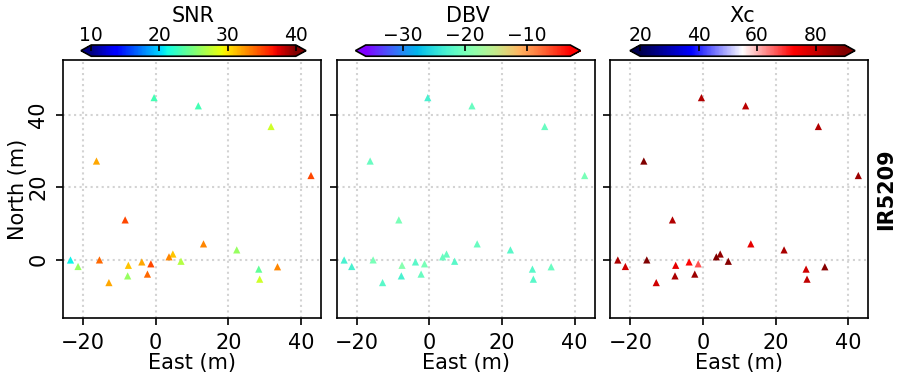 SNR DBV Xc
10 20 30 40 −30 −20 −10 20 40 60 80
North (m)
40
20
0
IR5209
−20 0 20 40 −20 0 20 40 −20 0 20 40
East (m) East (m) East (m)